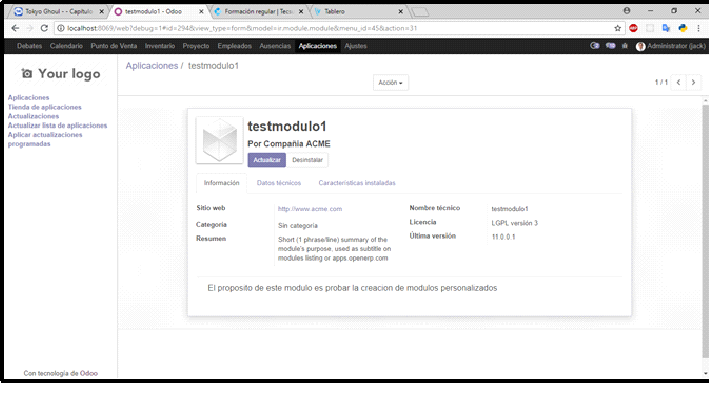 Tokyo Ghoul - - Capítulo
testmodulo1 - Odoo
Formación regular | Tecs
Tablero
localhost:8069/web?debug=1#id=294&view_type=form&model=ir.module.module&menu_id=45&action=31
Debates Calendario Punto de Venta Inventario Proyecto Empleados Ausencias Aplicaciones Ajustes
Administrator (jack)
Your logo
Aplicaciones
Tienda de aplicaciones
Actualizaciones
Actualizar lista de aplicaciones
Aplicar actualizaciones
programadas
Con tecnología de Odoo
Aplicaciones / testmodulo1
Acción
1 / 1
testmodulo1
Por Compañia ACME
Actualizar Desinstalar
Información Datos técnicos Características instaladas
Sitio web http://www.acme.com
Categoría Sin categoría
Resumen Short (1 phrase/line) summary of the
module's purpose, used as subtitle on
modules listing or apps.openerp.com
Nombre técnico testmodulo1
Licencia LGPL versión 3
Última versión 11.0.0.1
El proposito de este modulo es probar la creacion de modulos personalizados